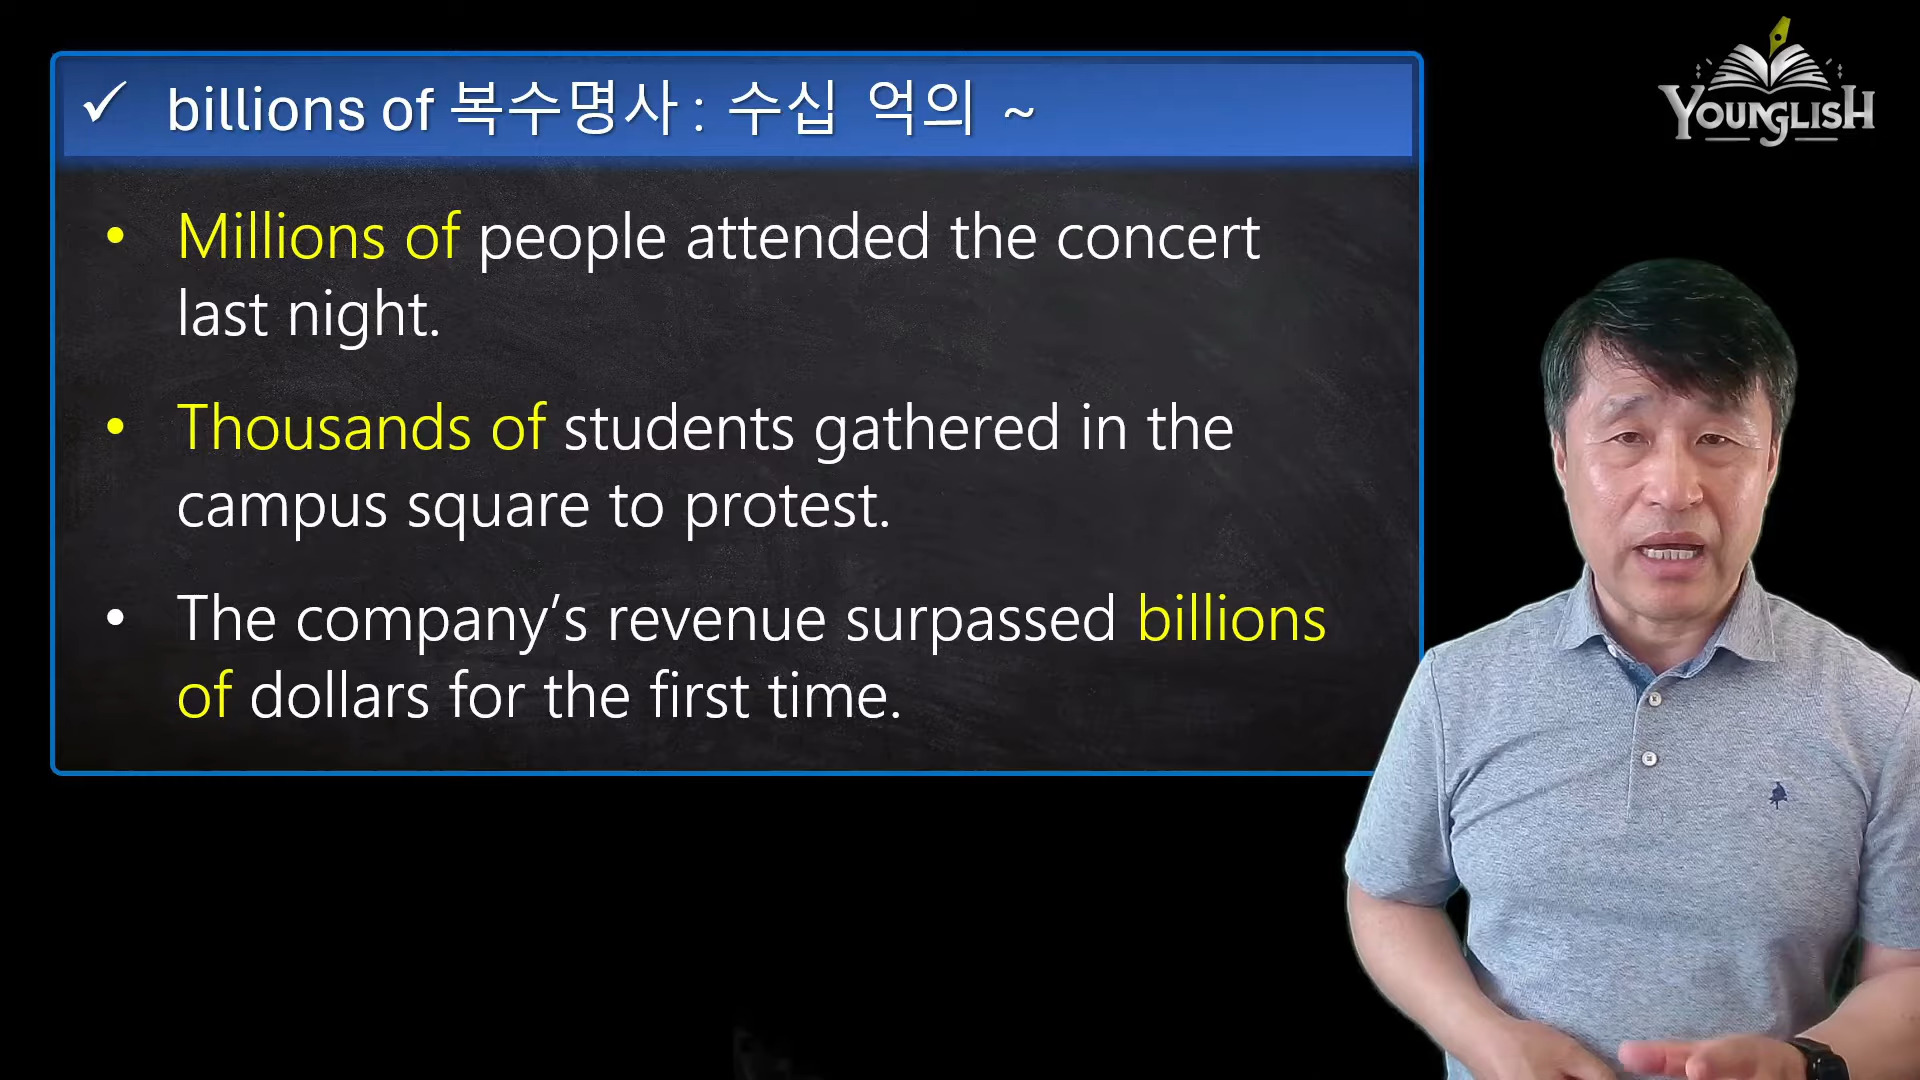 ✓ billions of 복수명사 : 수십 억의 ~
• Millions of people attended the concert
last night.
• Thousands of students gathered in the
campus square to protest.
• The company’s revenue surpassed billions
of dollars for the first time.
YOUNGLISH